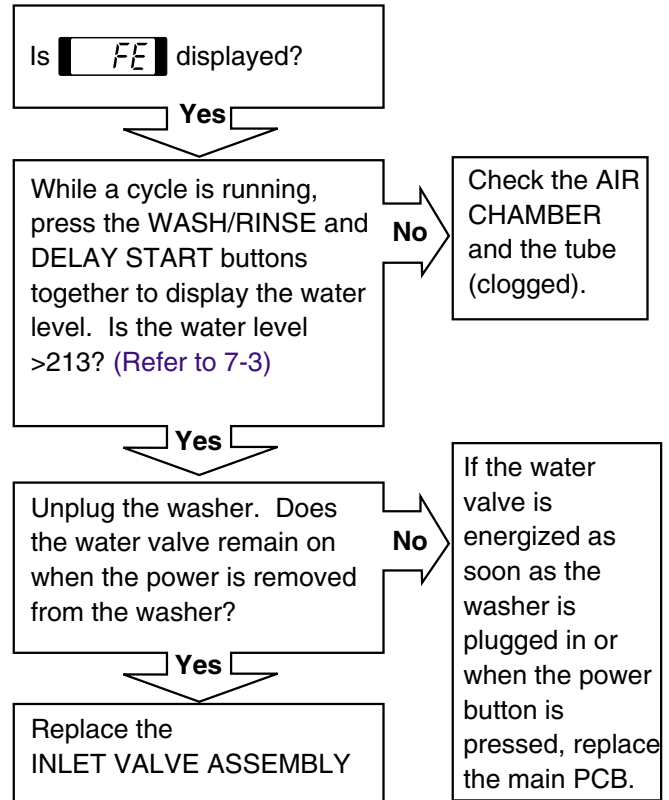 Is FE displayed?
Yes
While a cycle is running,
press the WASH/RINSE and
DELAY START buttons
together to display the water
level. Is the water level
>213? (Refer to 7-3)
No
Check the AIR
CHAMBER
and the tube
(clogged).
Yes
Unplug the washer. Does
the water valve remain on
when the power is removed
from the washer?
No
If the water
valve is
energized as
soon as the
washer is
plugged in or
when the power
button is
pressed, replace
the main PCB.
Yes
Replace the
INLET VALVE ASSEMBLY